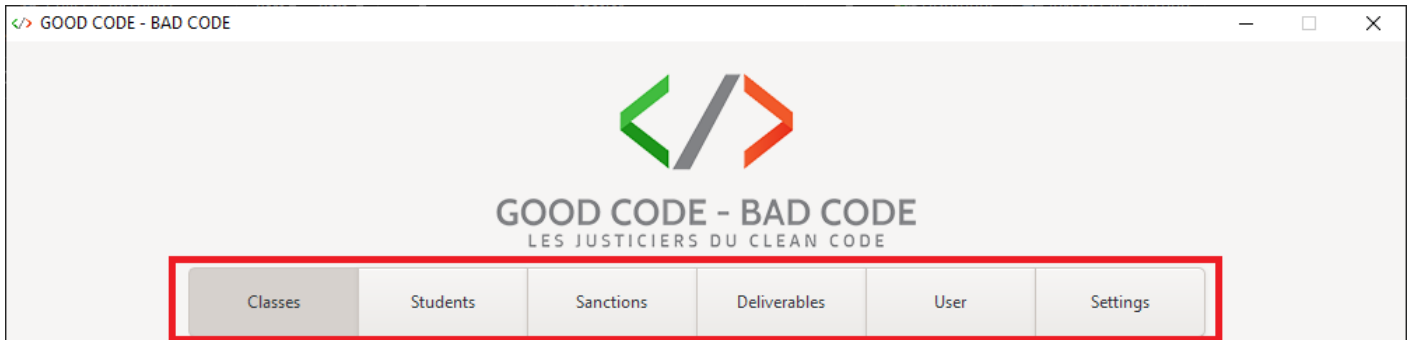 GOOD CODE - BAD CODE
GOOD CODE - BAD CODE
LES JUSTICIERS DU CLEAN CODE
Classes Students Sanctions Deliverables User Settings